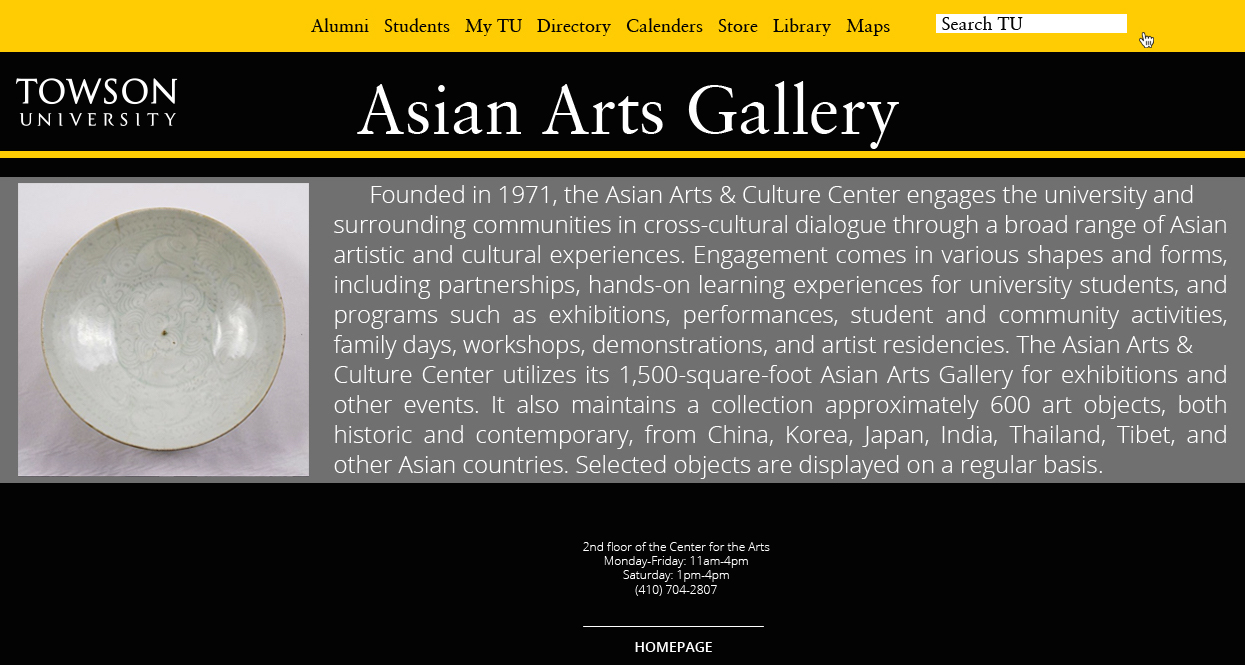 Alumni Students My TU Directory Calenders Store Library Maps Search TU
TOWSON
UNIVERSITY
Asian Arts Gallery
Founded in 1971, the Asian Arts & Culture Center engages the university and
surrounding communities in cross-cultural dialogue through a broad range of Asian
artistic and cultural experiences. Engagement comes in various shapes and forms,
including partnerships, hands-on learning experiences for university students, and
programs such as exhibitions, performances, student and community activities,
family days, workshops, demonstrations, and artist residencies. The Asian Arts &
Culture Center utilizes its 1,500-square-foot Asian Arts Gallery for exhibitions and
other events. It also maintains a collection approximately 600 art objects, both
historic and contemporary, from China, Korea, Japan, India, Thailand, Tibet, and
other Asian countries. Selected objects are displayed on a regular basis.
2nd floor of the Center for the Arts
Monday-Friday: 11am-4pm
Saturday: 1pm-4pm
(410) 704-2807
HOMEPAGE